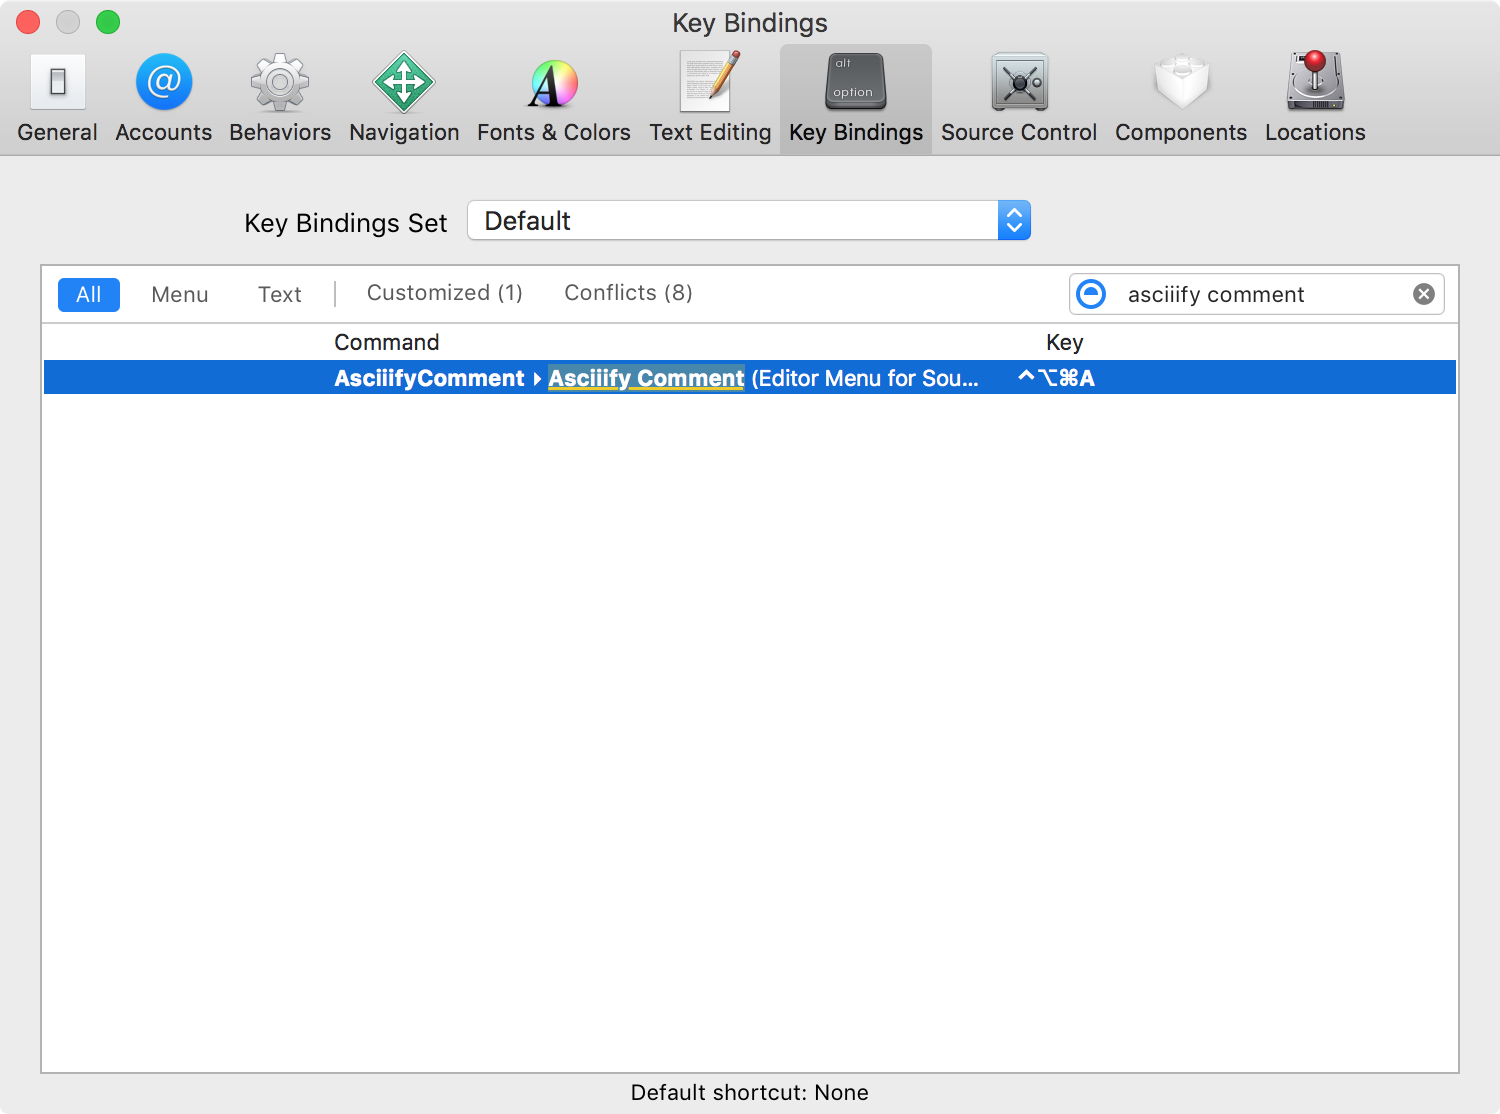 Key Bindings
General Accounts Behaviors Navigation Fonts & Colors Text Editing alt option Key Bindings Source Control Components Locations
Key Bindings Set Default
All Menu Text Customized (1) Conflicts (8) asciiify comment
Command Key
AsciiifyComment ▸ Asciiify Comment (Editor Menu for Sou... ^⌥⌘A
Default shortcut: None